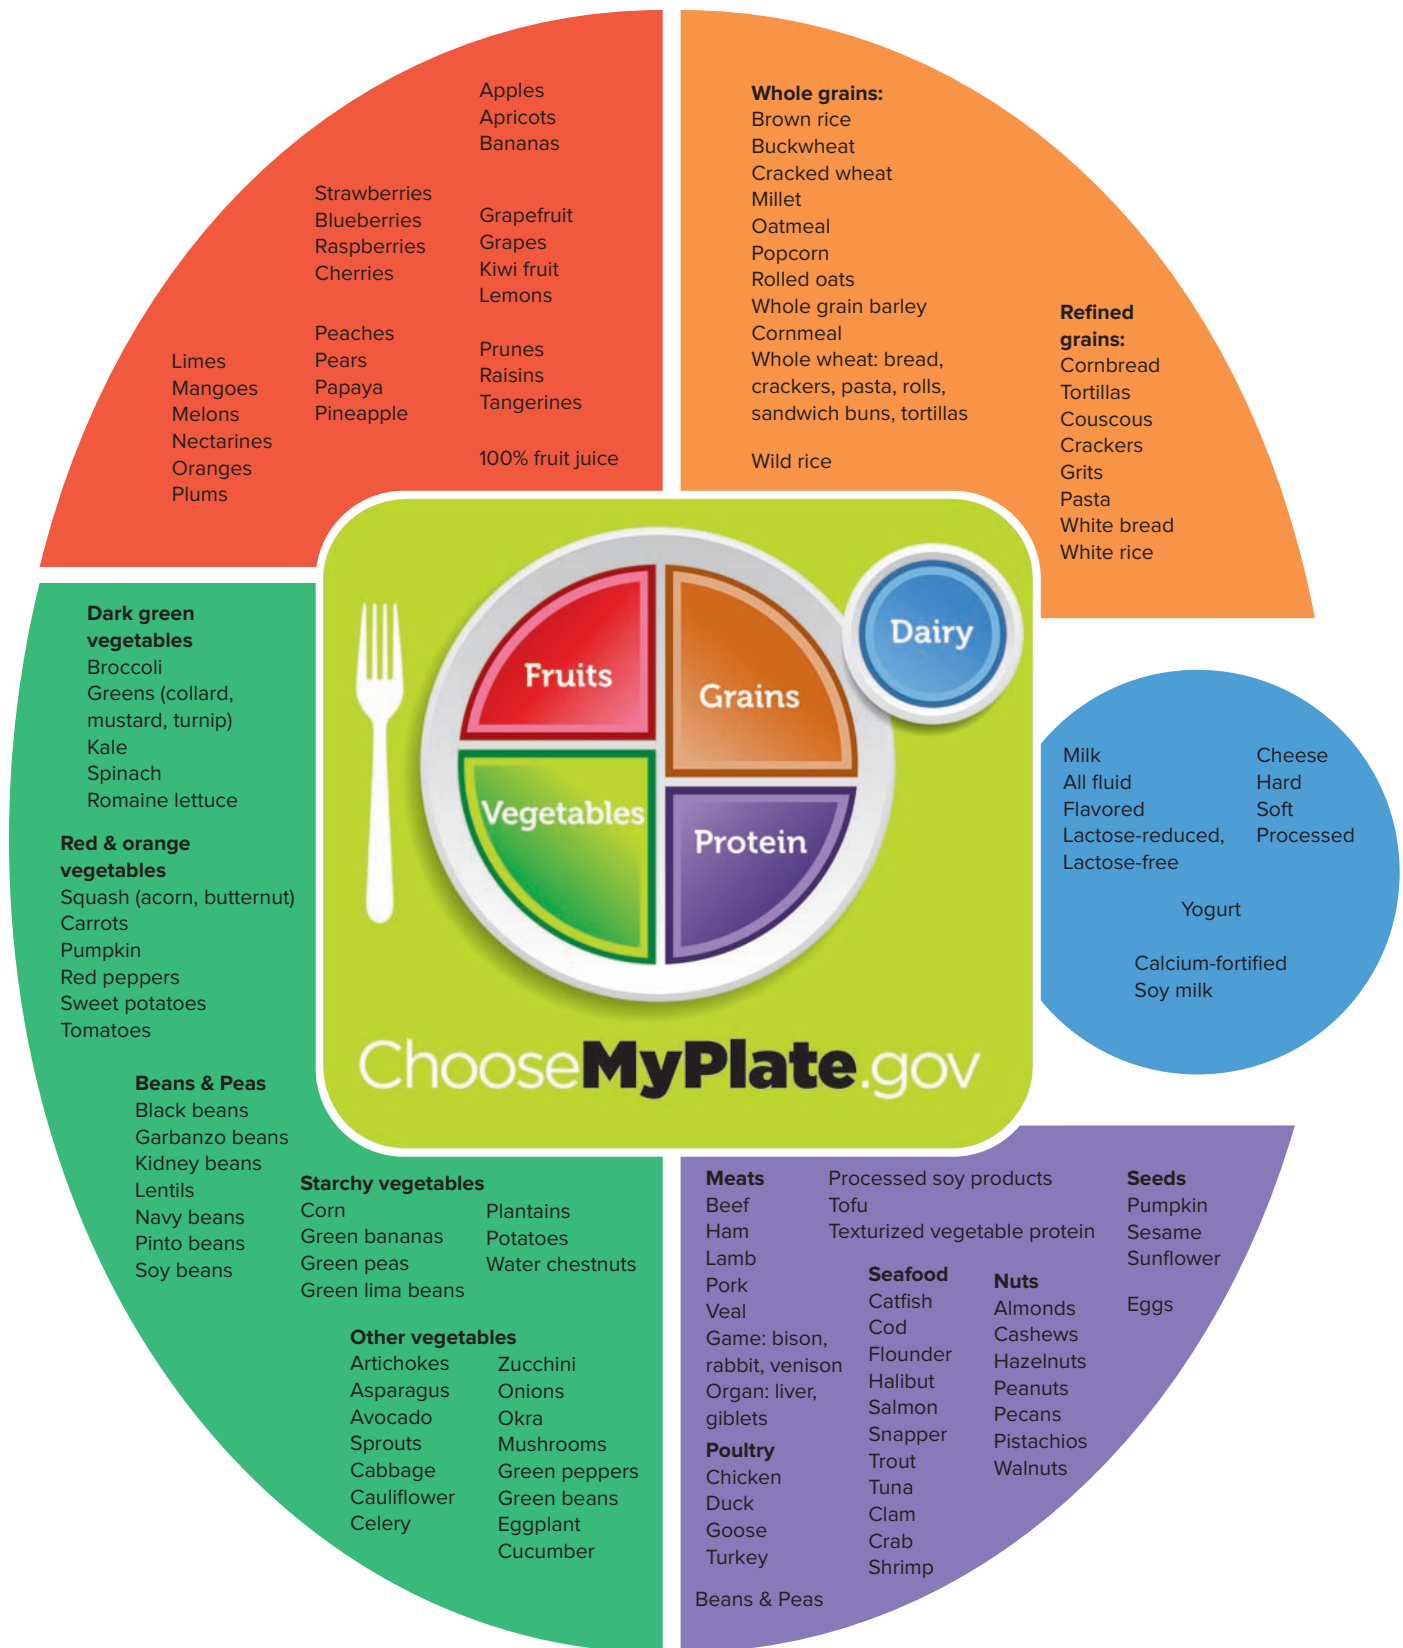 Apples
Apricots
Bananas
Strawberries
Blueberries
Raspberries
Cherries
Grapefruit
Grapes
Kiwi fruit
Lemons
Limes
Mangoes
Melons
Nectarines
Oranges
Plums
Peaches
Pears
Papaya
Pineapple
Prunes
Raisins
Tangerines
100% fruit juice
Whole grains:
Brown rice
Buckwheat
Cracked wheat
Millet
Oatmeal
Popcorn
Rolled oats
Whole grain barley
Cornmeal
Whole wheat: bread,
crackers, pasta, rolls,
sandwich buns, tortillas
Wild rice
Refined
grains:
Cornbread
Tortillas
Couscous
Crackers
Grits
Pasta
White bread
White rice
Fruits
Grains
Dairy
Vegetables
Protein
ChooseMyPlate.gov
Dark green
vegetables
Broccoli
Greens (collard,
mustard, turnip)
Kale
Spinach
Romaine lettuce
Red & orange
vegetables
Squash (acorn, butternut)
Carrots
Pumpkin
Red peppers
Sweet potatoes
Tomatoes
Beans & Peas
Black beans
Garbanzo beans
Kidney beans
Lentils
Navy beans
Pinto beans
Soy beans
Starchy vegetables
Corn
Green bananas
Green peas
Green lima beans
Plantains
Potatoes
Water chestnuts
Other vegetables
Artichokes
Asparagus
Avocado
Sprouts
Cabbage
Cauliflower
Celery
Zucchini
Onions
Okra
Mushrooms
Green peppers
Green beans
Eggplant
Cucumber
Milk
All fluid
Flavored
Lactose-reduced,
Lactose-free
Cheese
Hard
Soft
Processed
Yogurt
Calcium-fortified
Soy milk
Meats
Beef
Ham
Lamb
Pork
Veal
Game: bison,
rabbit, venison
Organ: liver,
giblets
Poultry
Chicken
Duck
Goose
Turkey
Beans & Peas
Processed soy products
Tofu
Texturized vegetable protein
Seafood
Catfish
Cod
Flounder
Halibut
Salmon
Snapper
Trout
Tuna
Clam
Crab
Shrimp
Nuts
Almonds
Cashews
Hazelnuts
Peanuts
Pecans
Pistachios
Walnuts
Seeds
Pumpkin
Sesame
Sunflower
Eggs